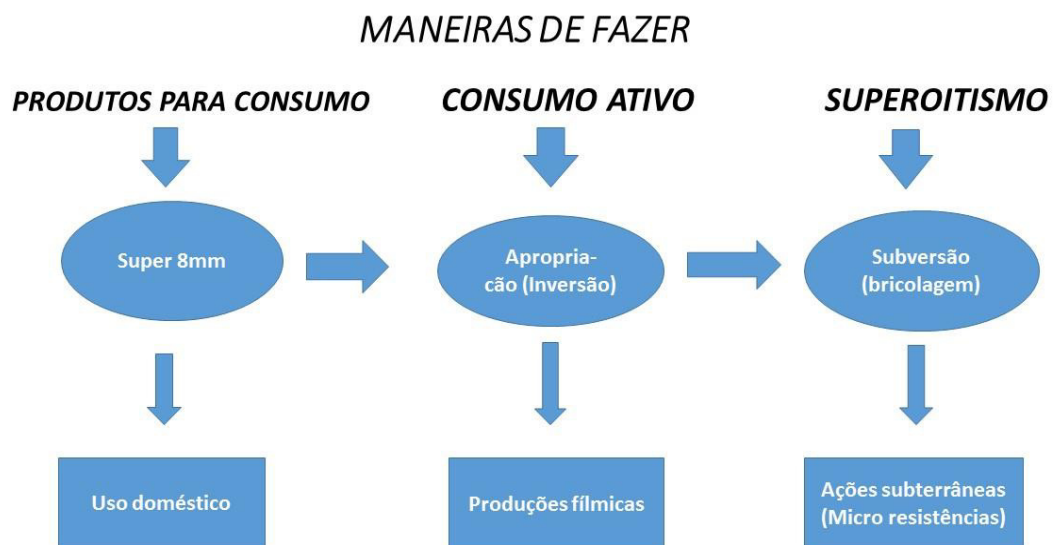 MANEIRAS DE FAZER
PRODUTOS PARA CONSUMO
CONSUMO ATIVO
SUPEROITISMO
Super 8mm
Apropria-
cão (Inversão)
Subversão
(bricolagem)
Uso doméstico
Produções fílmicas
Ações subterrâneas
(Micro resistências)